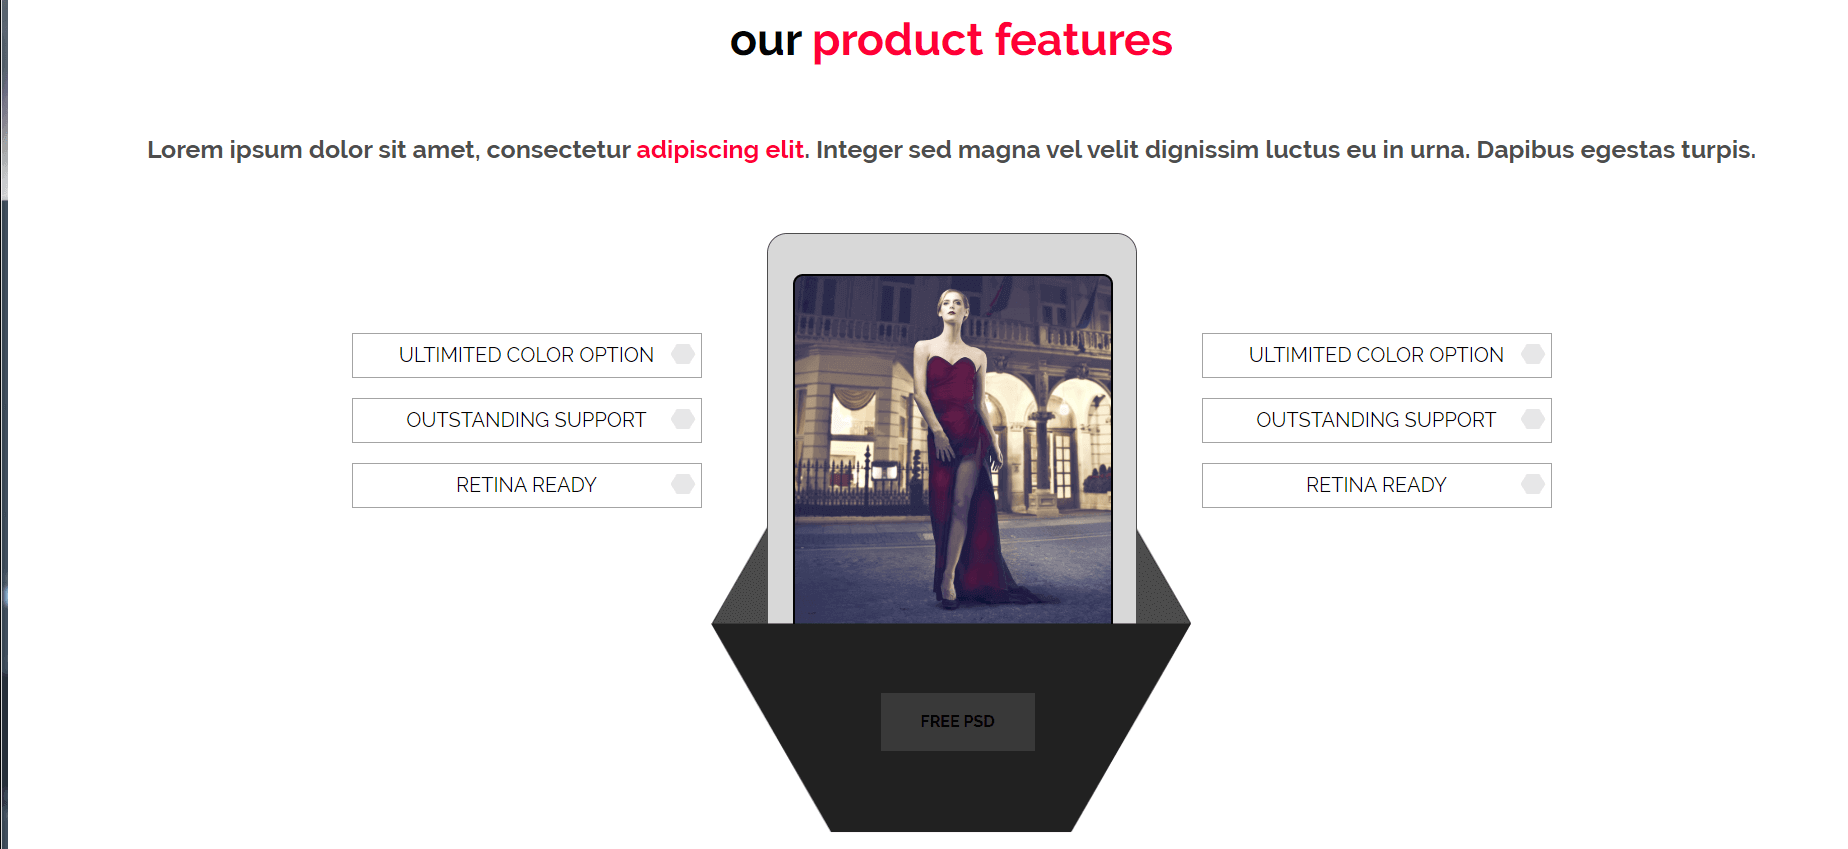 our product features
Lorem ipsum dolor sit amet, consectetur adipiscing elit. Integer sed magna vel velit dignissim luctus eu in urna. Dapibus egestas turpis.
ULTIMITED COLOR OPTION
OUTSTANDING SUPPORT
RETINA READY
ULTIMITED COLOR OPTION
OUTSTANDING SUPPORT
RETINA READY
FREE PSD